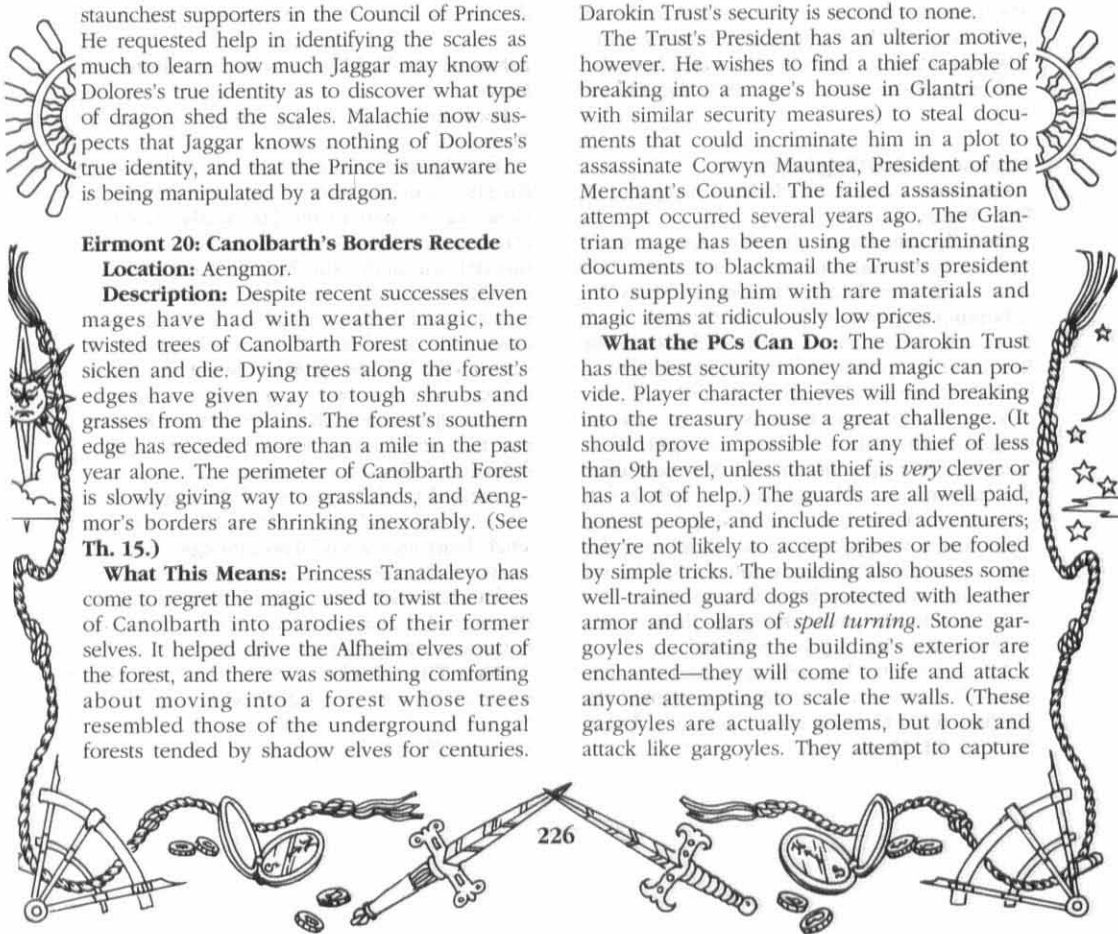 staunchest supporters in the Council of Princes.
He requested help in identifying the scales as
much to learn how much Jaggar may know of
Dolores's true identity as to discover what type
of dragon shed the scales. Malachie now sus-
pects that Jaggar knows nothing of Dolores's
true identity, and that the Prince is unaware he
is being manipulated by a dragon.
Eirmont 20: Canolbarth's Borders Recede
Location: Aengmor.
Description: Despite recent successes elven
mages have had with weather magic, the
twisted trees of Canolbarth Forest continue to
sicken and die. Dying trees along the forest's
edges have given way to tough shrubs and
grasses from the plains. The forest's southern
edge has receded more than a mile in the past
year alone. The perimeter of Canolbarth Forest
is slowly giving way to grasslands, and Aeng-
mor's borders are shrinking inexorably. (See
Th. 15.)
What This Means: Princess Tanadaleyo has
come to regret the magic used to twist the trees
of Canolbarth into parodies of their former
selves. It helped drive the Alfheim elves out of
the forest, and there was something comforting
about moving into a forest whose trees
resembled those of the underground fungal
forests tended by shadow elves for centuries.
Darokin Trust's security is second to none.
The Trust's President has an ulterior motive,
however. He wishes to find a thief capable of
breaking into a mage's house in Glantri (one
with similar security measures) to steal docu-
ments that could incriminate him in a plot to
assassinate Corwyn Mauntea, President of the
Merchant's Council. The failed assassination
attempt occurred several years ago. The Glan-
trian mage has been using the incriminating
documents to blackmail the Trust's president
into supplying him with rare materials and
magic items at ridiculously low prices.
What the PCs Can Do: The Darokin Trust
has the best security money and magic can pro-
vide. Player character thieves will find breaking
into the treasury house a great challenge. (It
should prove impossible for any thief of less
than 9th level, unless that thief is very clever or
has a lot of help.) The guards are all well paid,
honest people, and include retired adventurers;
they're not likely to accept bribes or be fooled
by simple tricks. The building also houses some
well-trained guard dogs protected with leather
armor and collars of spell turning. Stone gar-
goyles decorating the building's exterior are
enchanted—they will come to life and attack
anyone attempting to scale the walls. (These
gargoyles are actually golems, but look and
attack like gargoyles. They attempt to capture
226